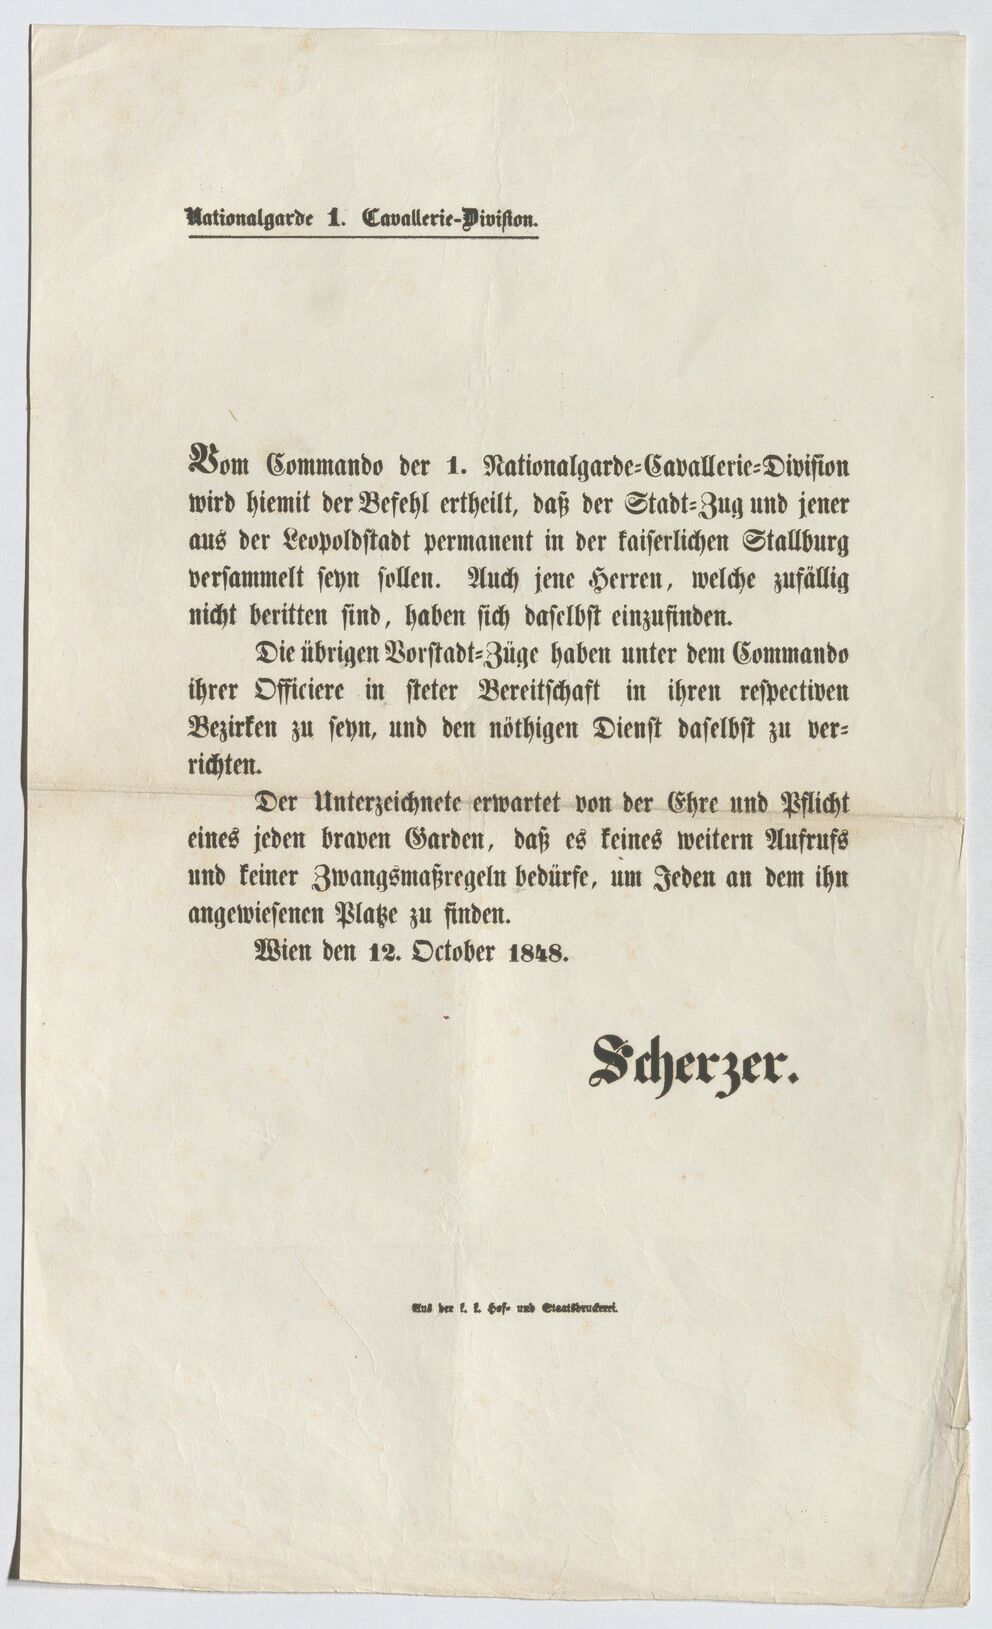 Nationalgarde 1. Cavallerie-Division.
Vom Commando der 1. Nationalgarde-Cavallerie-Division
wird hiemit der Befehl ertheilt, daß der Stadt-Zug und jener
aus der Leopoldstadt permanent in der kaiserlichen Stallburg
versammelt seyn sollen. Auch jene Herren, welche zufällig
nicht beritten sind, haben sich daselbst einzufinden.
Die übrigen Vorstadt-Züge haben unter dem Commando
ihrer Officiere in steter Bereitschaft in ihren respectiven
Bezirken zu seyn, und den nöthigen Dienst daselbst zu ver-
richten.
Der Unterzeichnete erwartet von der Ehre und Pflicht
eines jeden braven Garden, daß es keines weitern Aufrufs
und keiner Zwangsmaßregeln bedürfe, um Jeden an dem ihn
angewiesenen Platze zu finden.
Wien den 12. October 1848.
Scherzer.
Aus der k. k. Hof- und Staatsdruckerei.